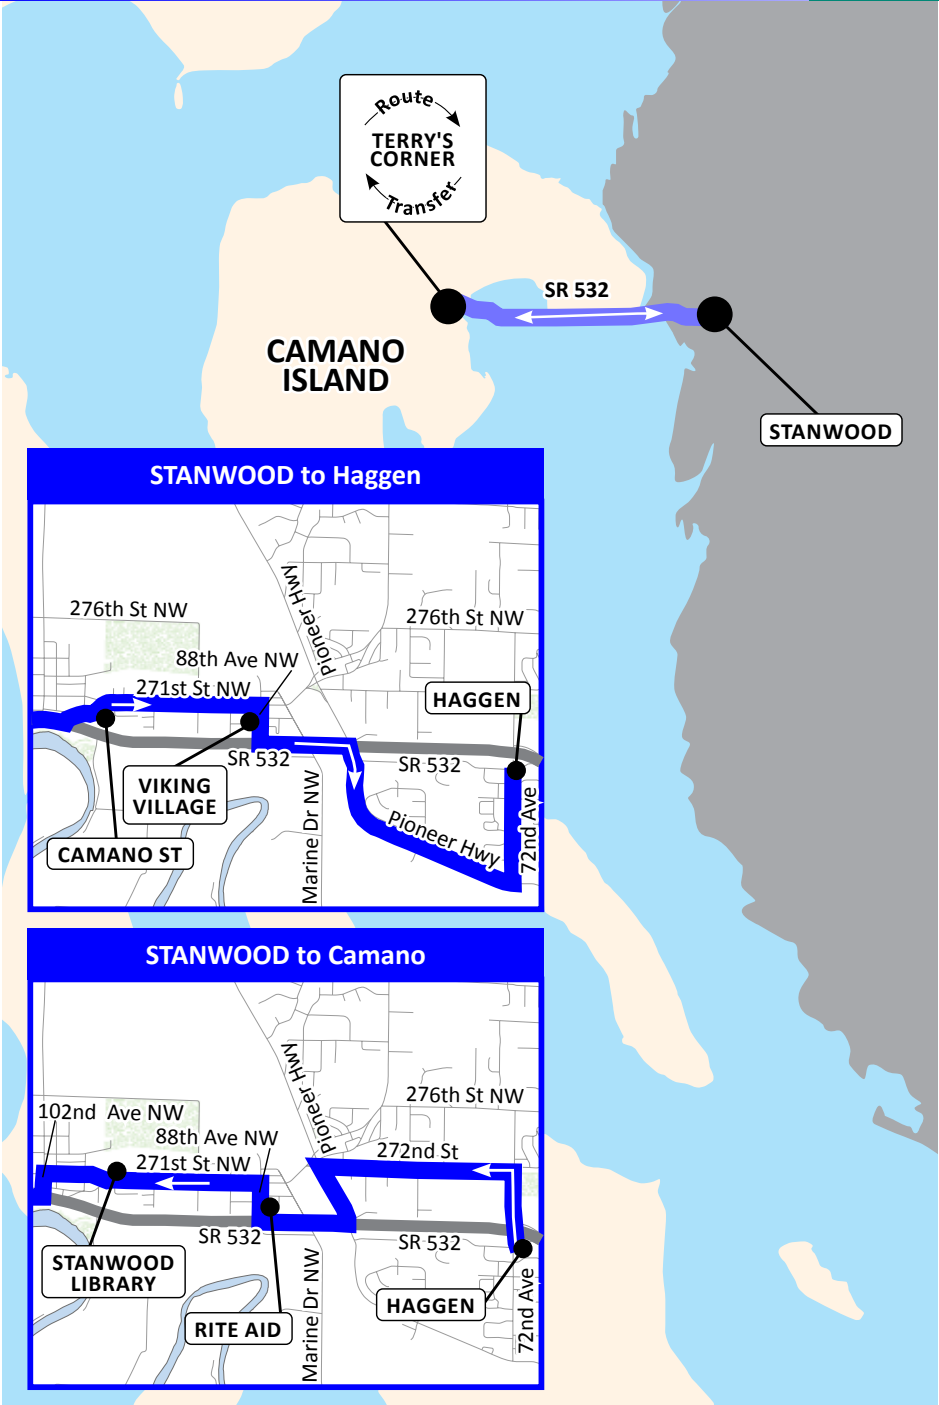 Route
TERRY'S
CORNER
Transfer
SR 532
CAMANO
ISLAND
STANWOOD
STANWOOD to Haggen
276th St NW
Pioneer Hwy
276th St NW
88th Ave NW
271st St NW
HAGGEN
SR 532
SR 532
VIKING
VILLAGE
Marine Dr NW
Pioneer Hwy
72nd Ave
CAMANO ST
STANWOOD to Camano
Pioneer Hwy
276th St NW
102nd Ave NW
88th Ave NW
272nd St
271st St NW
SR 532
SR 532
STANWOOD
LIBRARY
Marine Dr NW
HAGGEN
72nd Ave
RITE AID